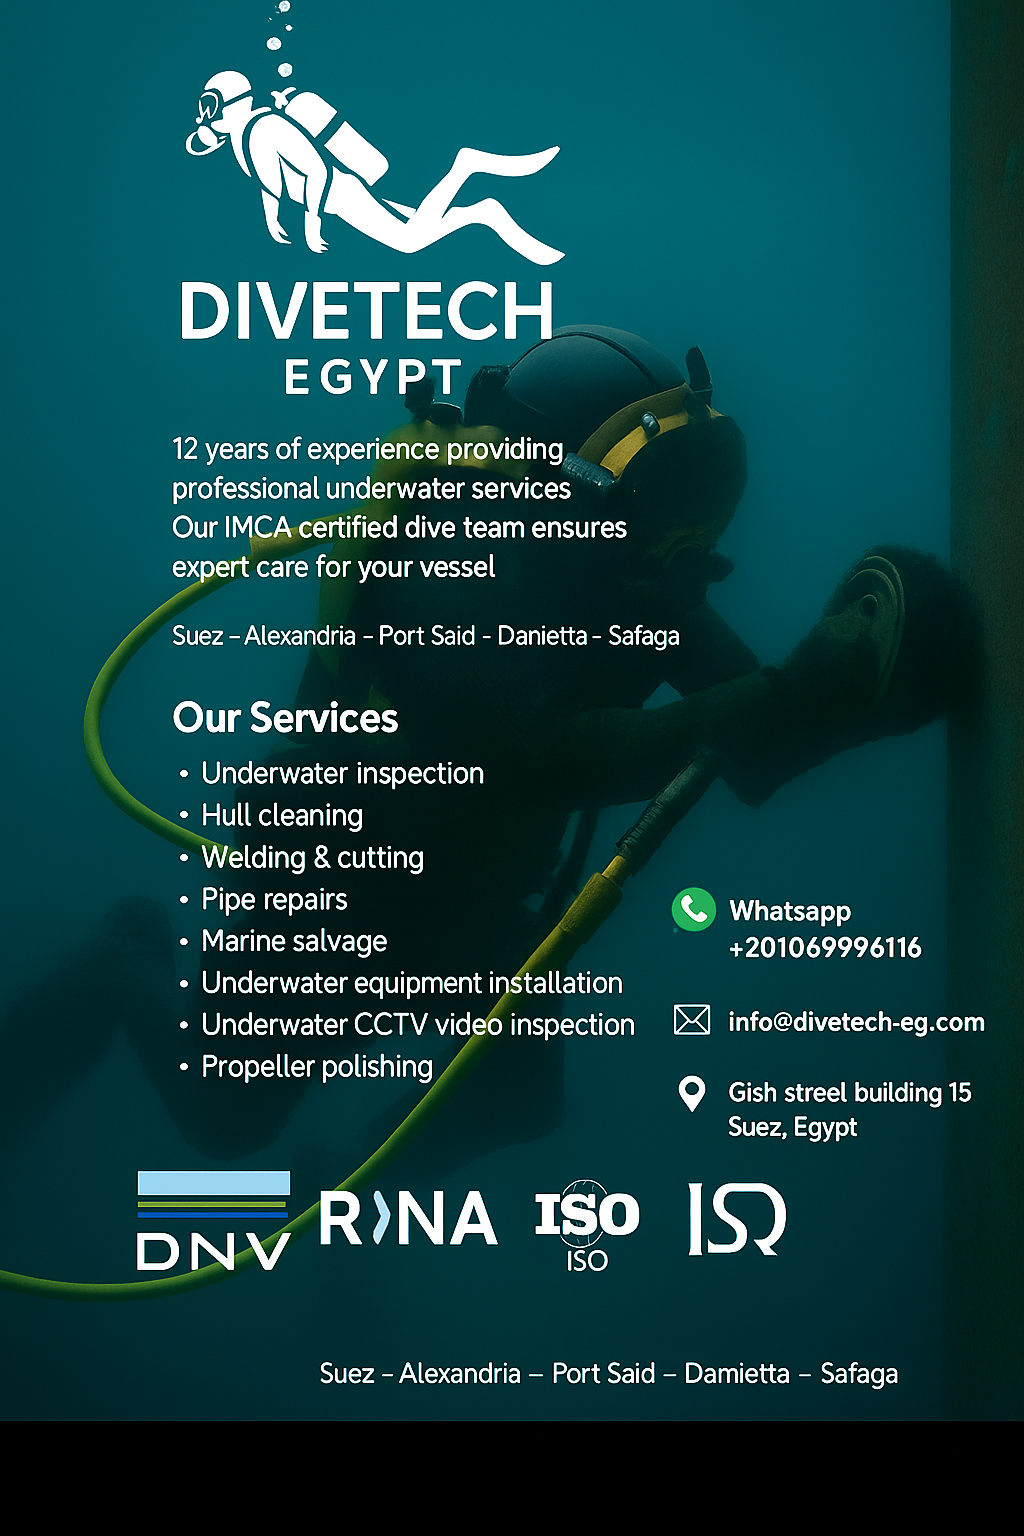 DIVETECH
EGYPT
12 years of experience providing
professional underwater services
Our IMCA certified dive team ensures
expert care for your vessel
Suez – Alexandria – Port Said - Danietta - Safaga
Our Services
• Underwater inspection
• Hull cleaning
• Welding & cutting
• Pipe repairs
• Marine salvage
• Underwater equipment installation
• Underwater CCTV video inspection
• Propeller polishing
Whatsapp
+201069996116
info@divetech-eg.com
Gish streel building 15
Suez, Egypt
DNV
RINA
ISO
ISO
ISQ
Suez – Alexandria – Port Said – Damietta – Safaga